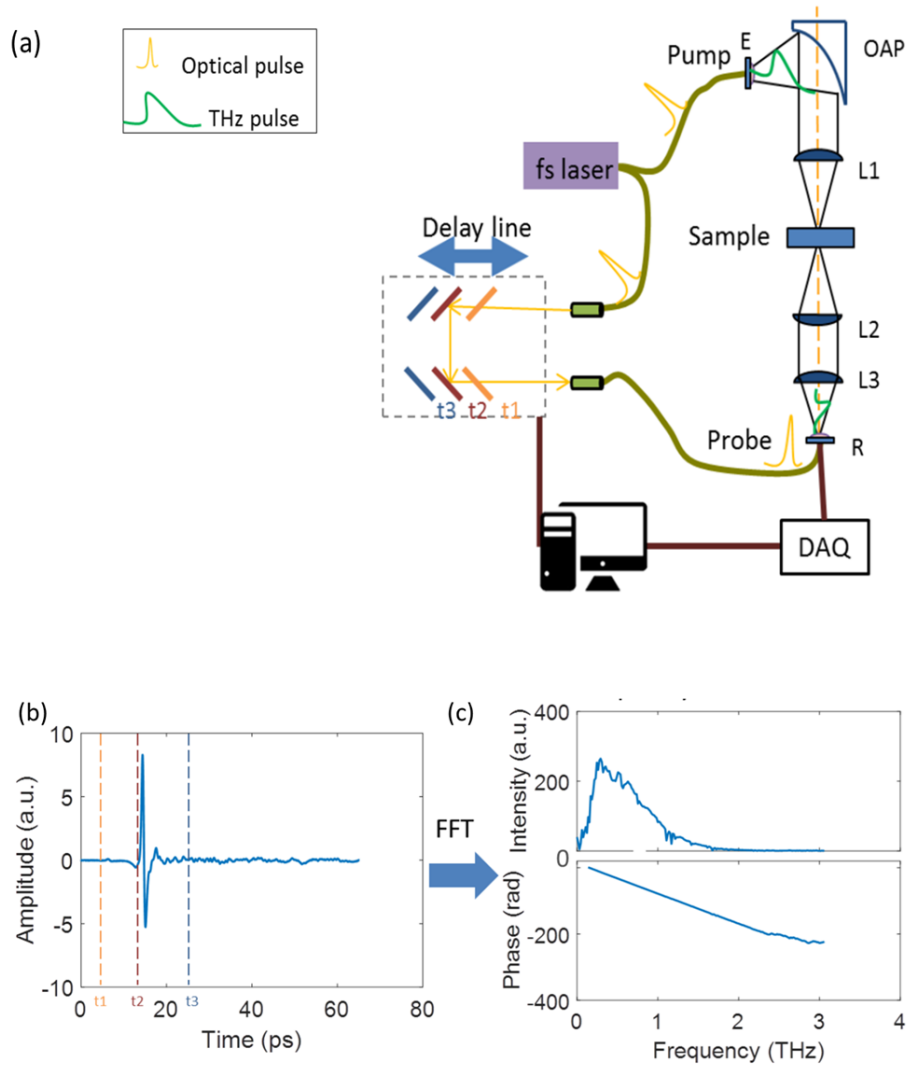 (a)
Optical pulse
THz pulse
Pump
E
OAP
fs laser
L1
Delay line
Sample
L2
L3
t3 t2 t1
Probe
R
DAQ
(b)
10
5
0
-5
-10
Amplitude (a.u.)
t1
t2
t3
0
20
40
60
80
Time (ps)
FFT
(c)
400
200
0
Intensity (a.u.)
-200
-400
Phase (rad)
0
1
2
3
4
Frequency (THz)